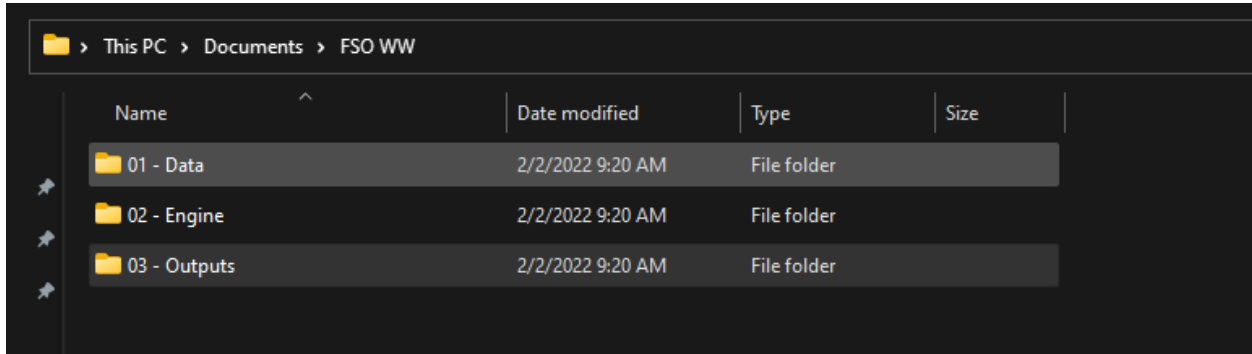 This PC > Documents > FSO WW
Name Date modified Type Size
01 - Data 2/2/2022 9:20 AM File folder
02 - Engine 2/2/2022 9:20 AM File folder
03 - Outputs 2/2/2022 9:20 AM File folder